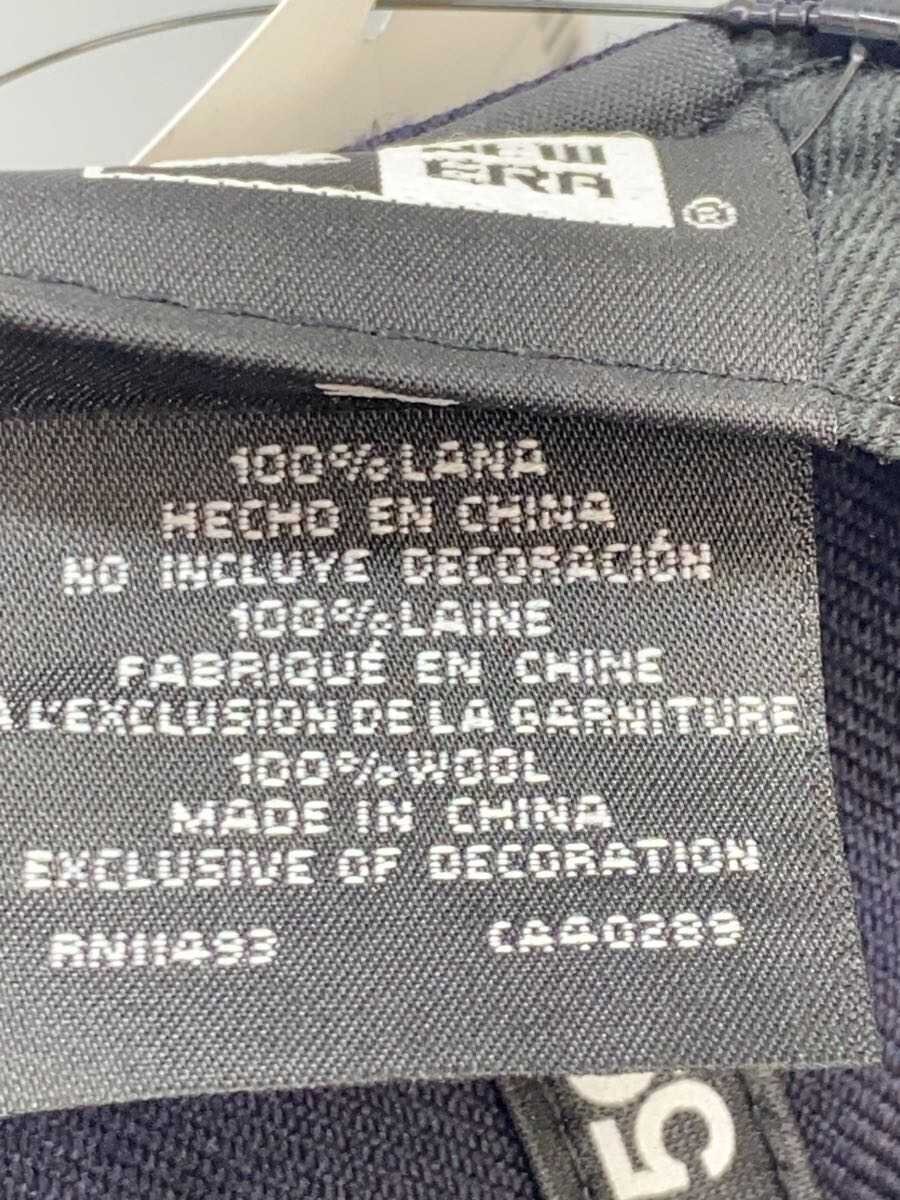 NEW
ERA
®
100%LANA
HECHO EN CHINA
NO INCLUYE DECORACIÓN
100%LAINE
FABRIQUÉ EN CHINE
À L'EXCLUSION DE LA GARNITURE
100%WOOL
MADE IN CHINA
EXCLUSIVE OF DECORATION
RN11493 CA40289
59